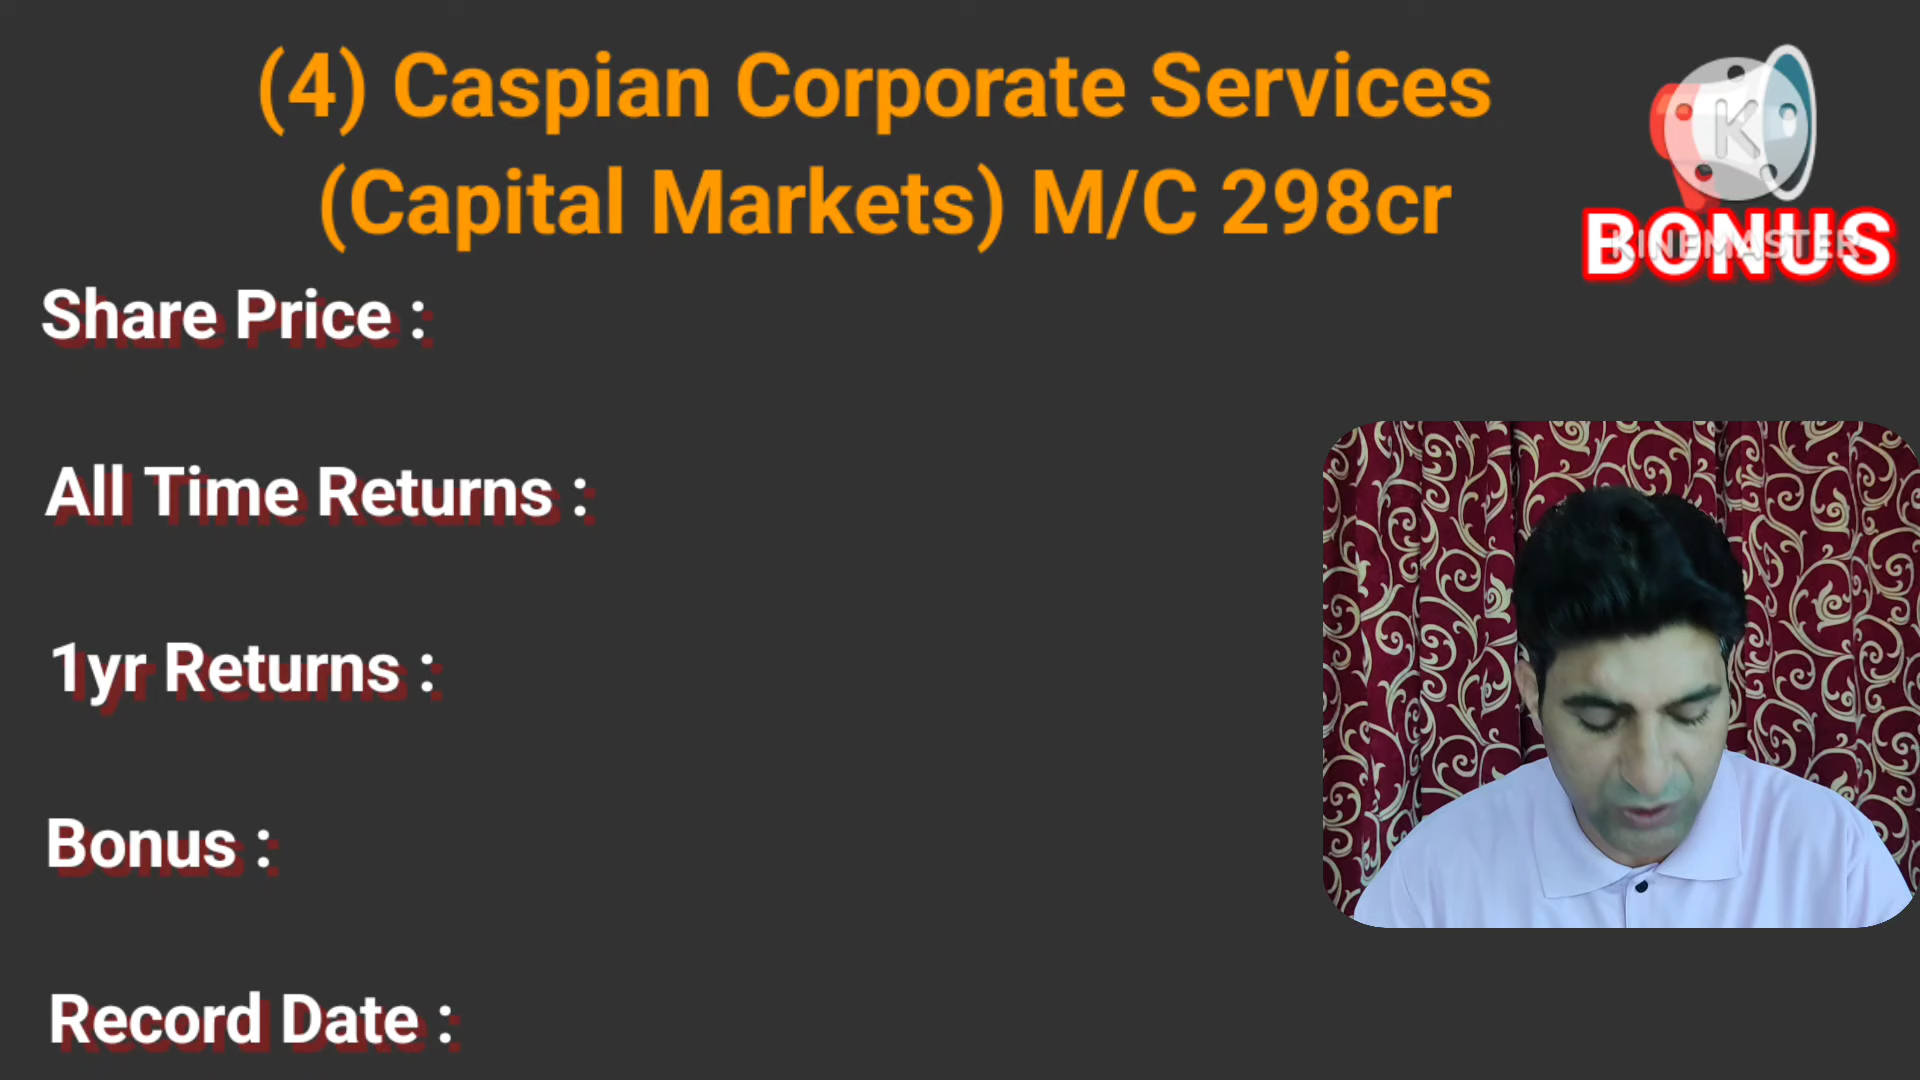 (4) Caspian Corporate Services
(Capital Markets) M/C 298cr
K
BONUS
KINEMASTER
Share Price :
All Time Returns :
1yr Returns :
Bonus :
Record Date :